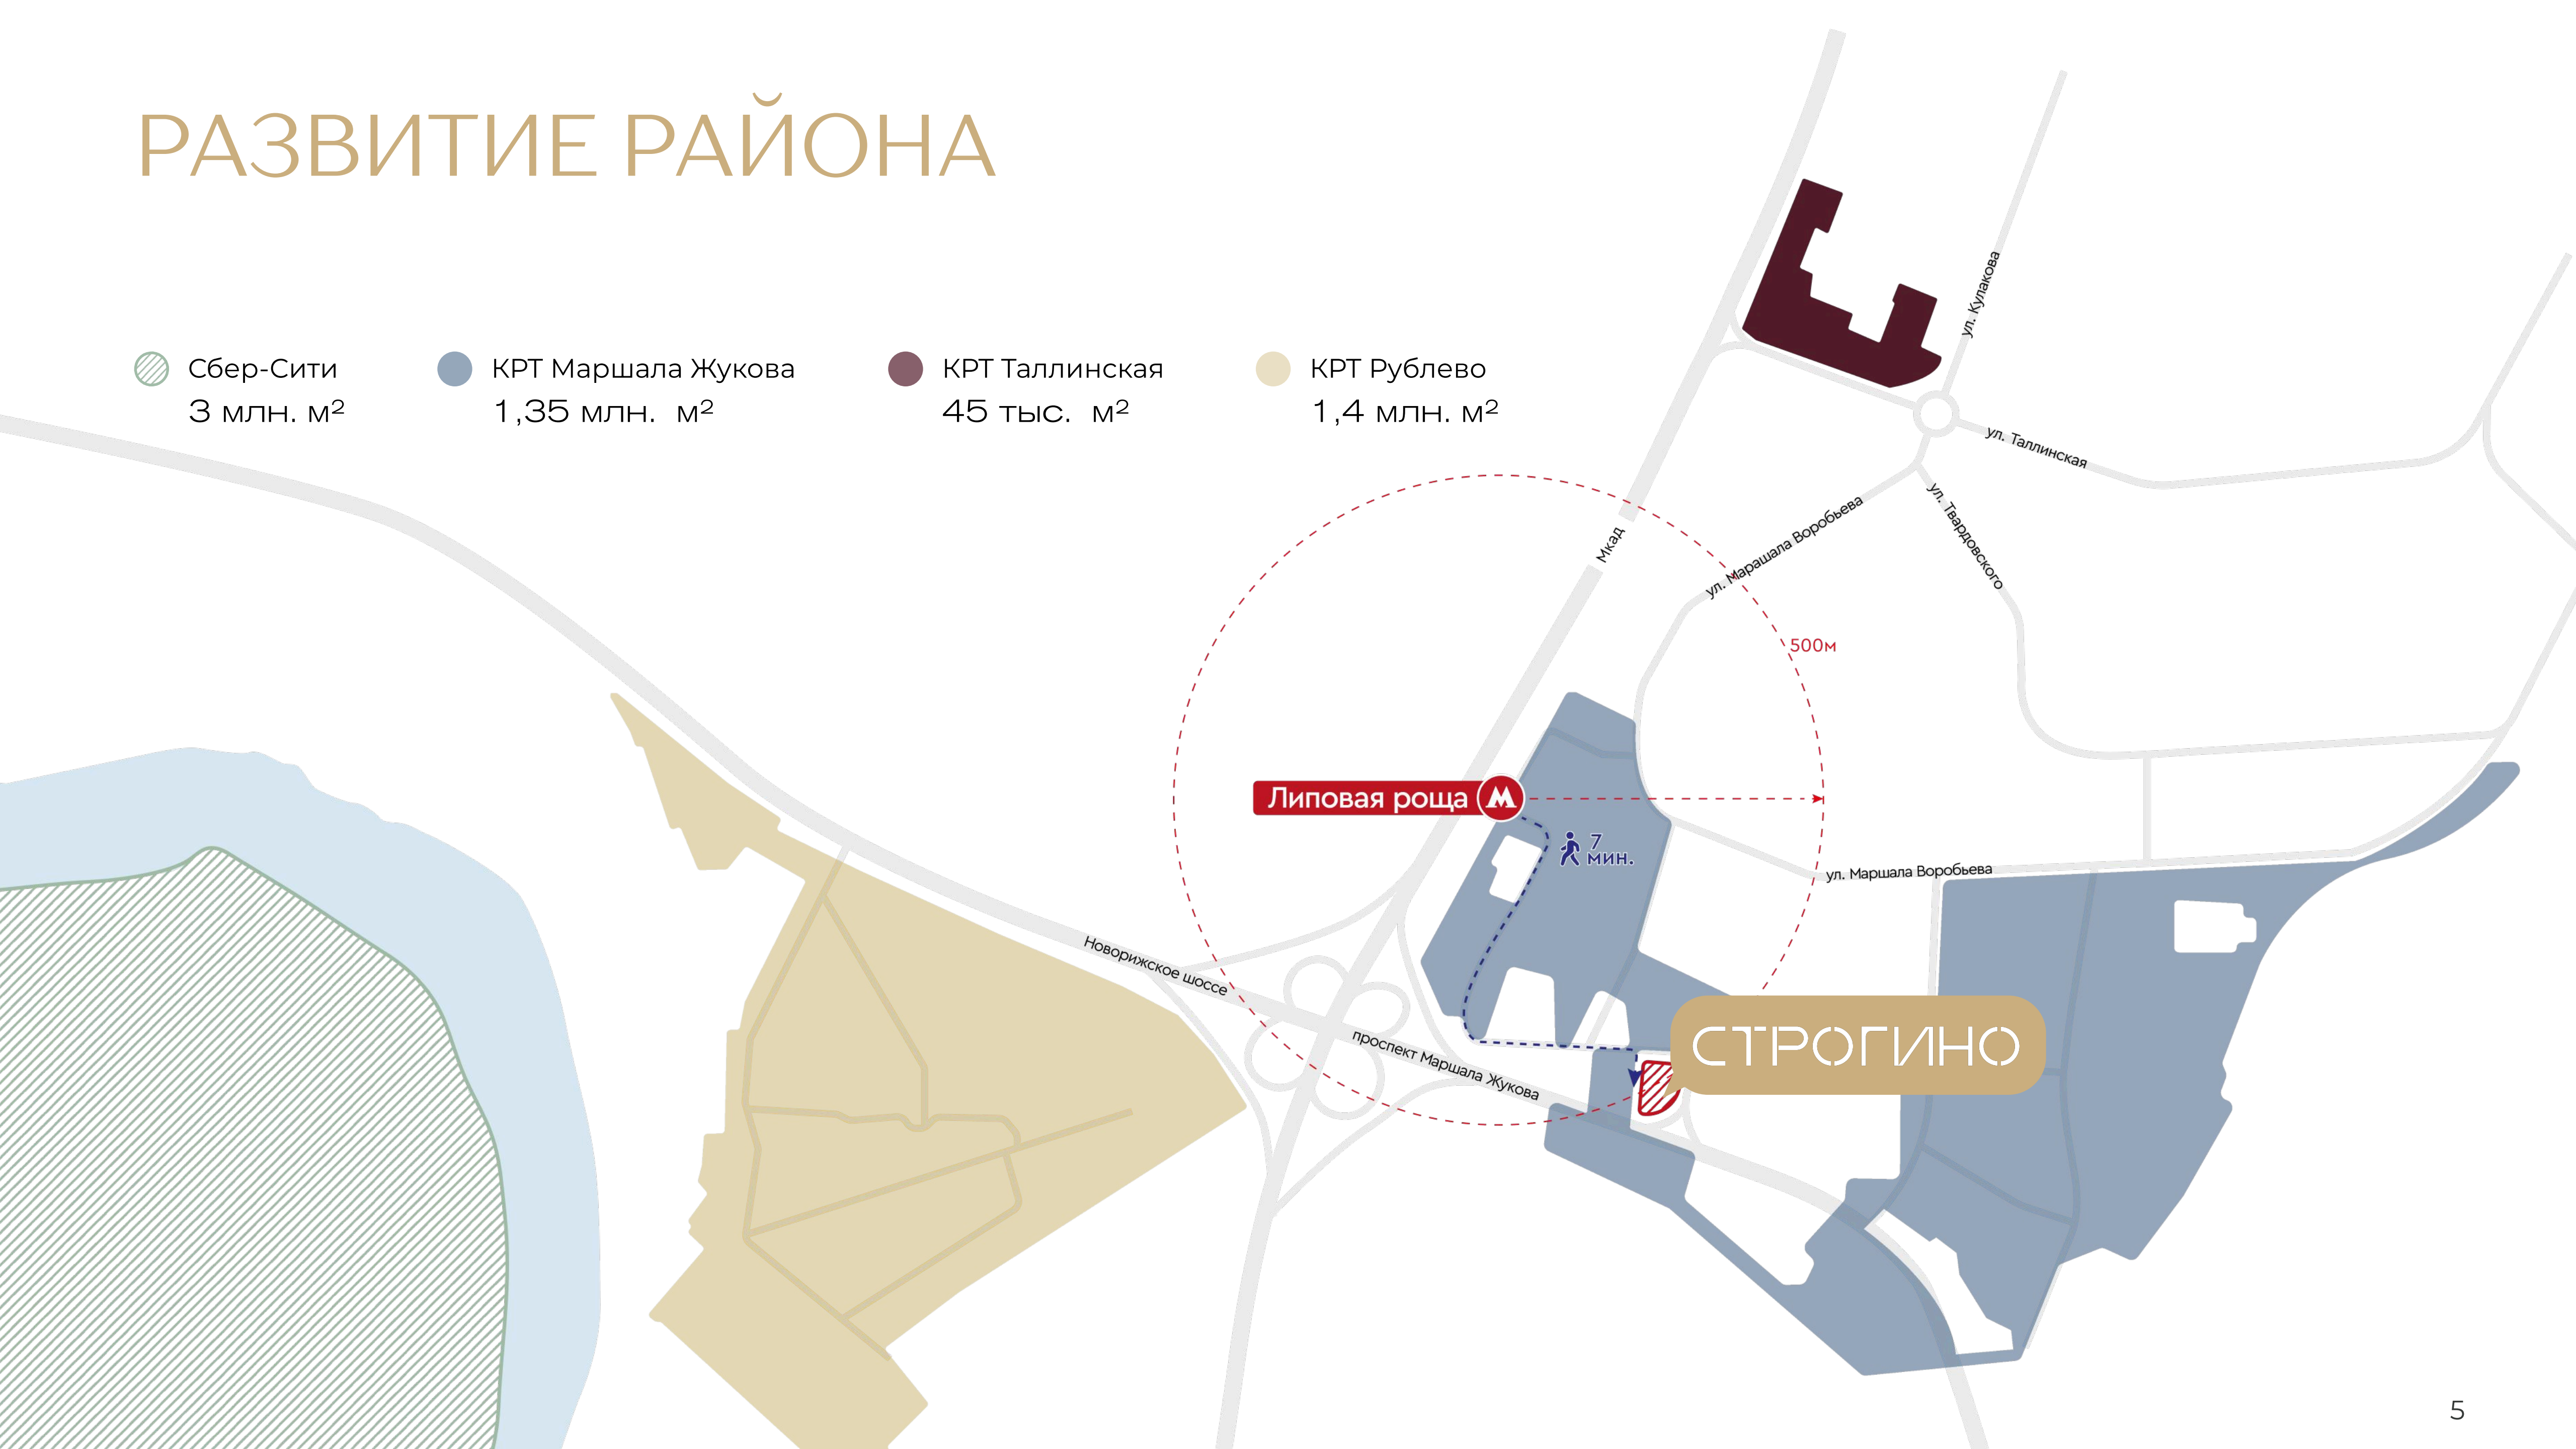 РАЗВИТИЕ РАЙОНА
Сбер-Сити
3 млн. м²
КРТ Маршала Жукова
1,35 млн. м²
КРТ Таллинская
45 тыс. м²
КРТ Рублево
1,4 млн. м²
ул. Кулакова
ул. Таллинская
ул. Твардовского
ул. Марашала Воробьева
Мкад
500м
Липовая роща
М
7
мин.
ул. Маршала Воробьева
Новорижское шоссе
проспект Маршала Жукова
СТРОГИНО
5